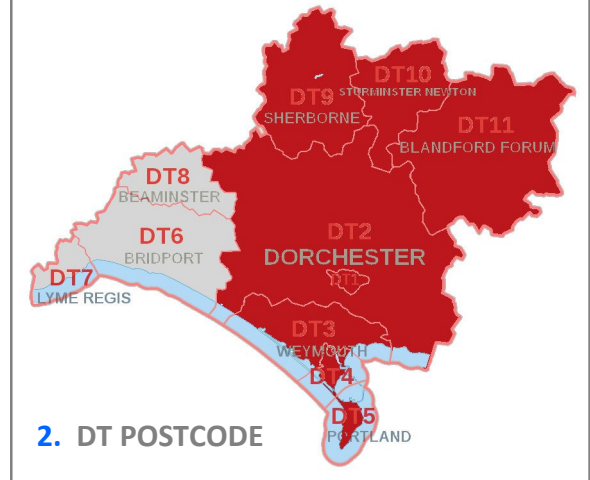 DT10
STURMINSTER NEWTON
DT9
SHERBORNE
DT11
BLANDFORD FORUM
DT8
BEAMINSTER
DT6
BRIDPORT
DT2
DORCHESTER
DT1
DT7
LYME REGIS
DT3
WEYMOUTH
DT4
DT5
PORTLAND
2. DT POSTCODE